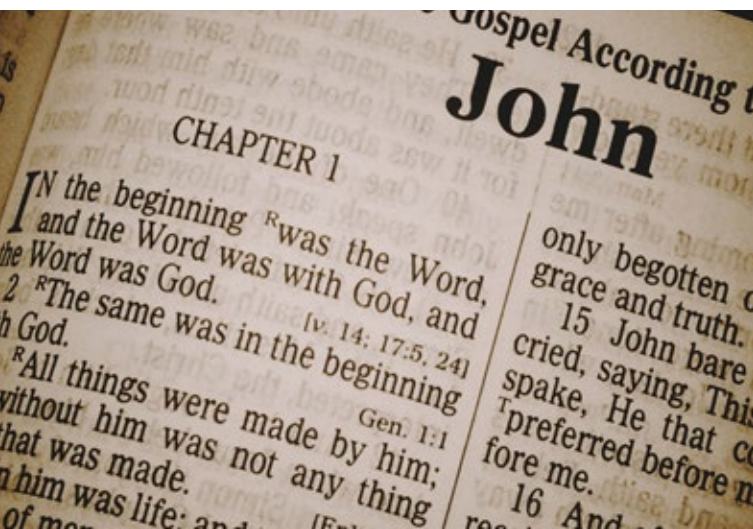 Gospel According
John
CHAPTER 1
IN the beginning ᴿwas the Word,
and the Word was with God, and
the Word was God.
[v. 14; 17:5, 24]
2 ᴿThe same was in the beginning
God.
Gen. 1:1
ᴿAll things were made by him;
without him was not any thing
that was made.
him was life; and
of
only begotten
grace and truth.
15 John bare
cried, saying, This
spake, He that
ᵀpreferred before
fore me.
16 And